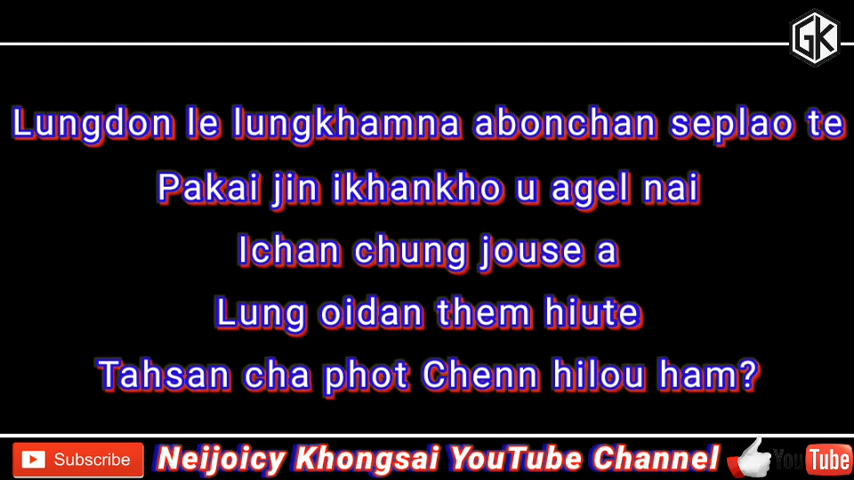 GK
Lungdon le lungkhamna abonchan seplao te
Pakai jin ikhankho u agel nai
Ichan chung jouse a
Lung oidan them hiute
Tahsan cha phot Chenn hilou ham?
Subscribe Neijoicy Khongsai YouTube Channel YouTube